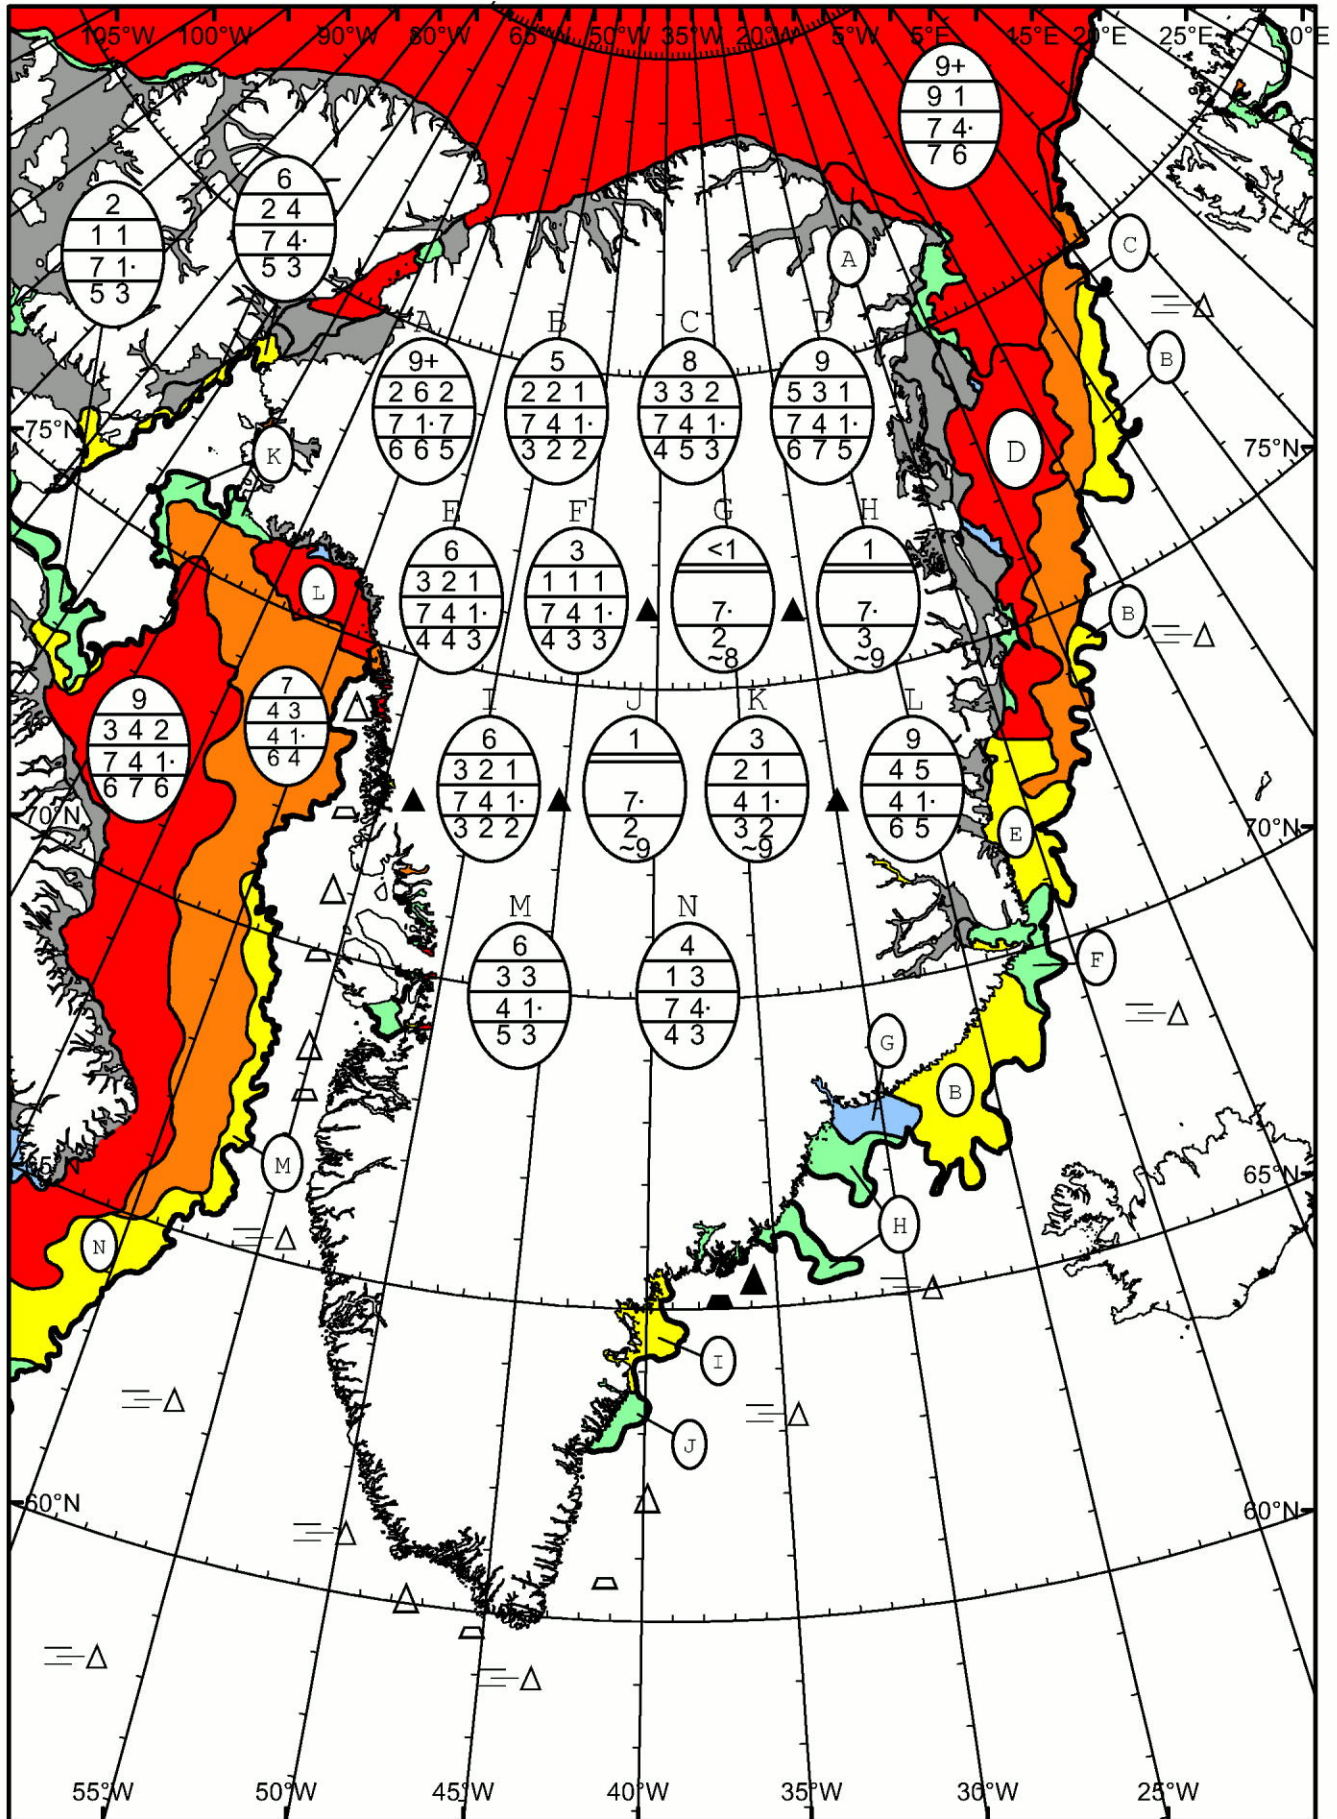 105°W 100°W 90°W 80°W 65°W 50°W 35°W 20°W 5°W 5°E 15°E 20°E 25°E 30°E
9+
9 1
7 4·
7 6
6
2 4
7 4·
5 3
2
1 1
7 1·
5 3
C
A
B
A B C D
9+ 5 8 9
2 6 2 2 2 1 3 3 2 5 3 1
7 1· 7 7 4 1· 7 4 1· 7 4 1·
6 6 5 3 2 2 4 5 3 6 7 5
75°N 75°N
K
D
E F G H
6 3 <1 1
3 2 1 1 1 1
7 4 1· 7 4 1· 7· 7·
4 4 3 4 3 3 2 3
~8 ~9
L
B
9
3 4 2
7 4 1·
6 7 6
7
4 3
4 1·
6 4
I J K L
6 1 3 9
3 2 1 2 1 4 5
7 4 1· 7· 4 1· 4 1·
3 2 2 2 3 2 6 5
~9 ~9
70°N 70°N
E
M N
6 4
3 3 1 3
4 1· 7 4·
5 3 4 3
F
G
B
M
65°N 65°N
H
N
I
J
60°N 60°N
55°W 50°W 45°W 40°W 35°W 30°W 25°W